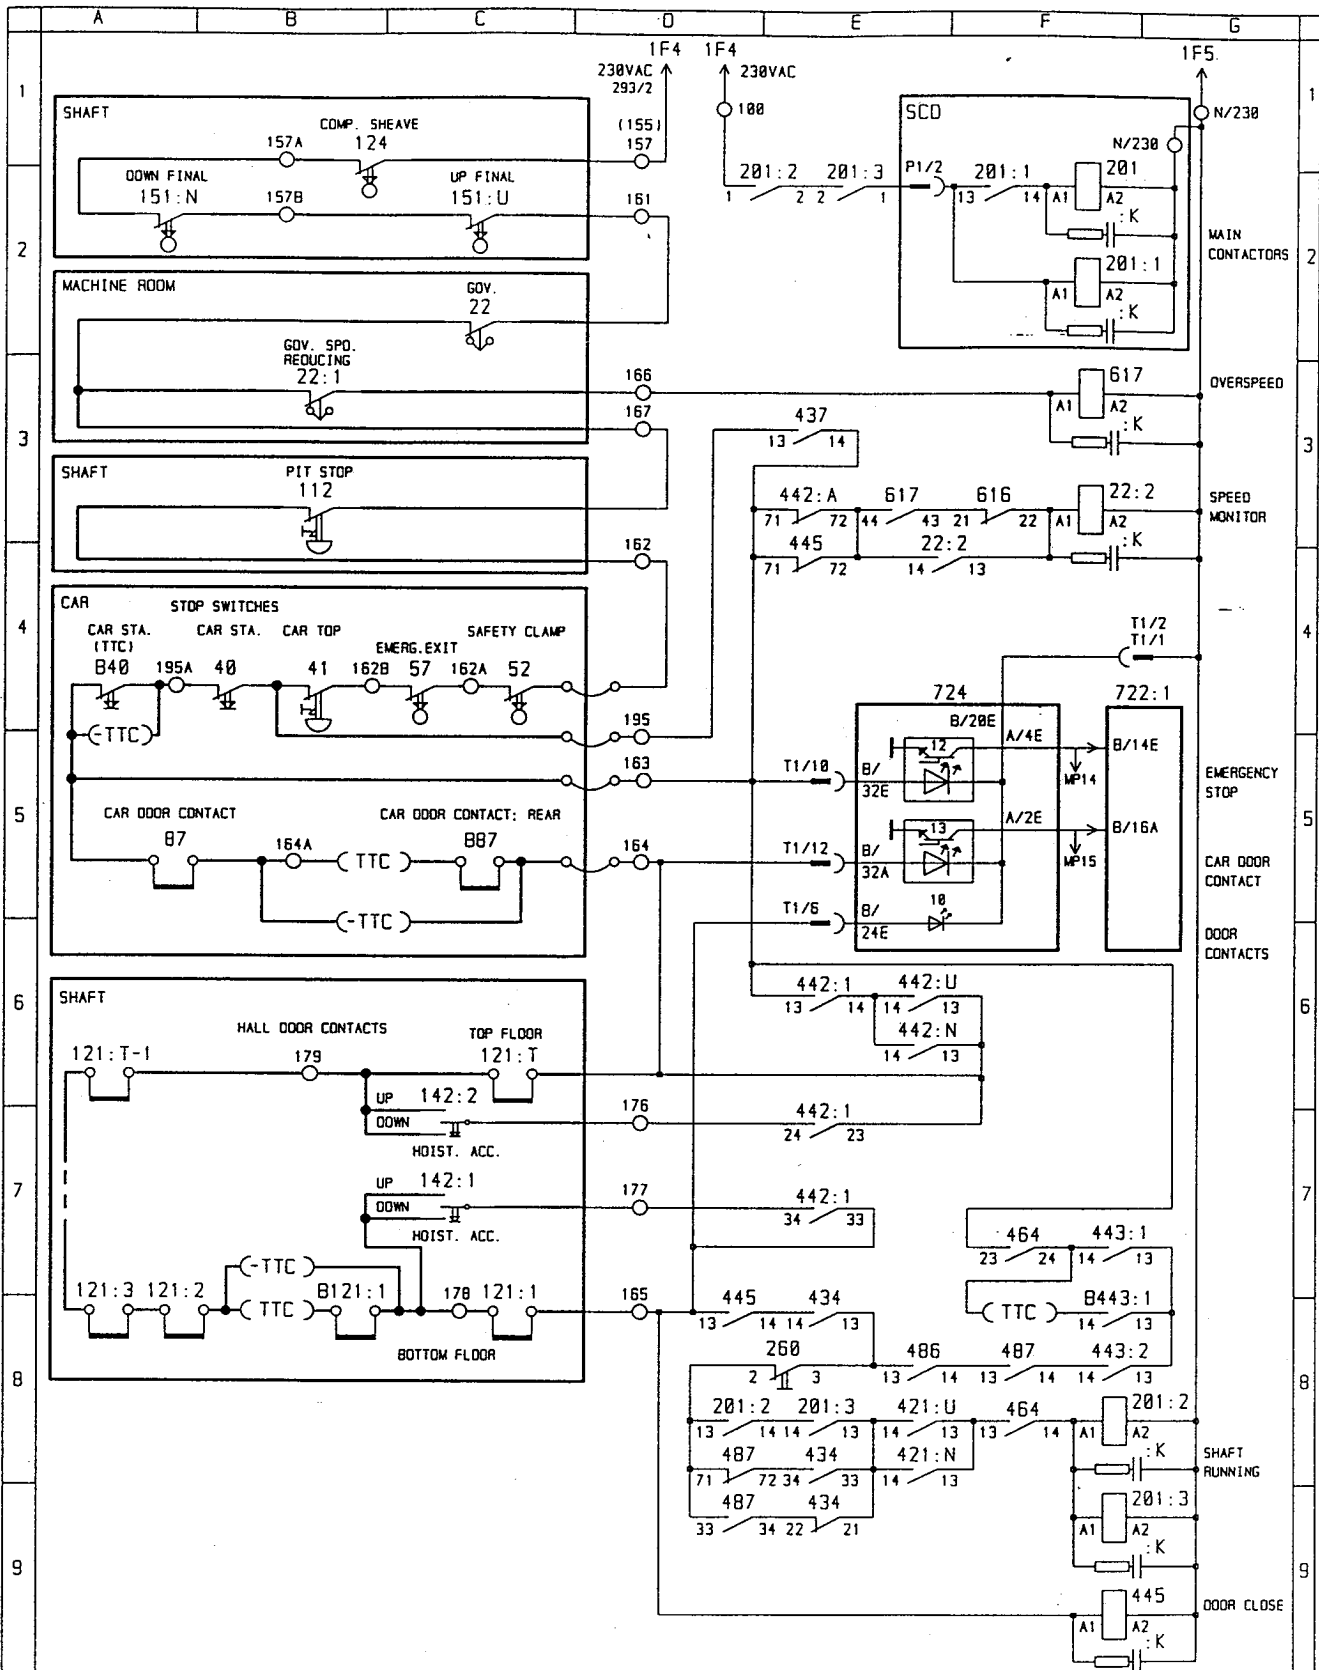 A B C D E F G
1F4 1F4 1F5
230VAC 230VAC
293/2
1 1
SHAFT
COMP. SHEAVE
157A 124
(155)
157
100
SCD
N/230
N/230
DOWN FINAL UP FINAL
151:N 157B 151:U 161
201:2 201:3 P1/2 201:1 201
1 2 2 1 13 14 A1 A2
:K
MAIN
CONTACTORS
2 2
201:1
A1 A2
:K
MACHINE ROOM
GOV.
22
GOV. SPD.
REDUCING
22:1
166
617
A1 A2
:K
OVERSPEED
167
437
13 14
3 3
SHAFT
PIT STOP
112
442:A 617 616 22:2
71 72 44 43 21 22 A1 A2
:K
SPEED
MONITOR
162
445 22:2
71 72 14 13
CAR
STOP SWITCHES
4 4
CAR STA. CAR STA. CAR TOP SAFETY CLAMP
(TTC) EMERG.EXIT
B40 195A 40 41 162B 57 162A 52
T1/2
T1/1
(-TTC)
195
163
724 722:1
B/20E
T1/10 B/ 12 A/4E B/14E
32E MP14
EMERGENCY
STOP
5 5
CAR DOOR CONTACT CAR DOOR CONTACT: REAR
87 164A (TTC) B87 164
T1/12 B/ 13 A/2E B/16A
32A MP15
CAR DOOR
CONTACT
(-TTC)
T1/6 B/ 10
24E
DOOR
CONTACTS
6 6
SHAFT
HALL DOOR CONTACTS
TOP FLOOR
442:1 442:U
13 14 14 13
442:N
14 13
121:T-1 179 121:T
UP 142:2
DOWN
HOIST. ACC.
176
442:1
24 23
7 7
UP 142:1
DOWN
HOIST. ACC.
177
442:1
34 33
464 443:1
23 24 14 13
(-TTC)
121:3 121:2 (TTC) B121:1 178 121:1 165
BOTTOM FLOOR
445 434
13 14 14 13
(TTC) B443:1
14 13
8 8
260 486 487 443:2
2 3 13 14 13 14 14 13
201:2 201:3 421:U 464 201:2
13 14 14 13 14 13 13 14 A1 A2
:K
487 434 421:N
71 72 34 33 14 13
SHAFT
RUNNING
487 434
33 34 22 21
201:3
A1 A2
:K
9 9
445
A1 A2
:K
DOOR CLOSE